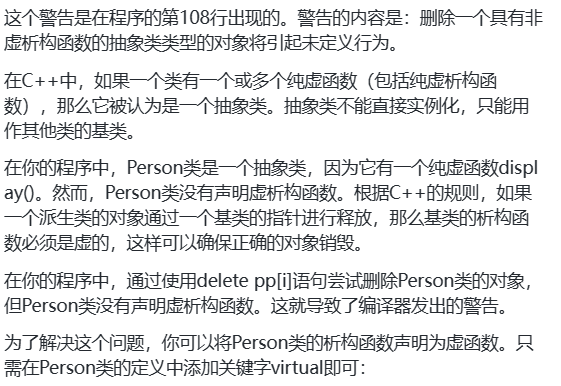 这个警告是在程序的第108行出现的。警告的内容是：删除一个具有非
虚析构函数的抽象类类型的对象将引起未定义行为。
在C++中，如果一个类有一个或多个纯虚函数（包括纯虚析构函
数），那么它被认为是一个抽象类。抽象类不能直接实例化，只能用
作其他类的基类。
在你的程序中，Person类是一个抽象类，因为它有一个纯虚函数displ
ay()。然而，Person类没有声明虚析构函数。根据C++的规则，如果
一个派生类的对象通过一个基类的指针进行释放，那么基类的析构函
数必须是虚的，这样可以确保正确的对象销毁。
在你的程序中，通过使用delete pp[i]语句尝试删除Person类的对象，
但Person类没有声明虚析构函数。这就导致了编译器发出的警告。
为了解决这个问题，你可以将Person类的析构函数声明为虚函数。只
需在Person类的定义中添加关键字virtual即可：